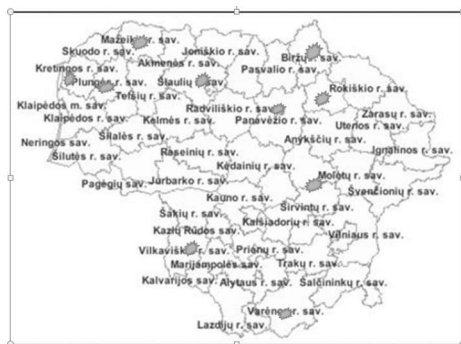 Mažeikių r. sav.
Skuodo r. sav.
Joniškio r. sav.
Biržų r. sav.
Akmenės r. sav.
Pasvalio r. sav.
Kretingos r. sav.
Plungės r. sav.
Šiaulių r. sav.
Rokiškio r. sav.
Telšių r. sav.
Klaipėdos m. sav.
Radviliškio r. sav.
Zarasų r. sav.
Klaipėdos r. sav.
Kelmės r. sav.
Panevėžio r. sav.
Utenos r. sav.
Šilalės r. sav.
Anykščių r. sav.
Neringos sav.
Ignalinos r. sav.
Šilutės r. sav.
Raseinių r. sav.
Kėdainių r. sav.
Molėtų r. sav.
Pagėgių sav.
Jurbarko r. sav.
Švenčionių r. sav.
Kauno r. sav.
Širvintų r. sav.
Šakių r. sav.
Kaišiadorių r. sav.
Kazlų Rūdos sav.
Vilniaus r. sav.
Vilkaviškio r. sav.
Prienų r. sav.
Marijampolės sav.
Trakų r. sav.
Kalvarijos sav.
Alytaus r. sav.
Šalčininkų r. sav.
Varėnos r. sav.
Lazdijų r. sav.